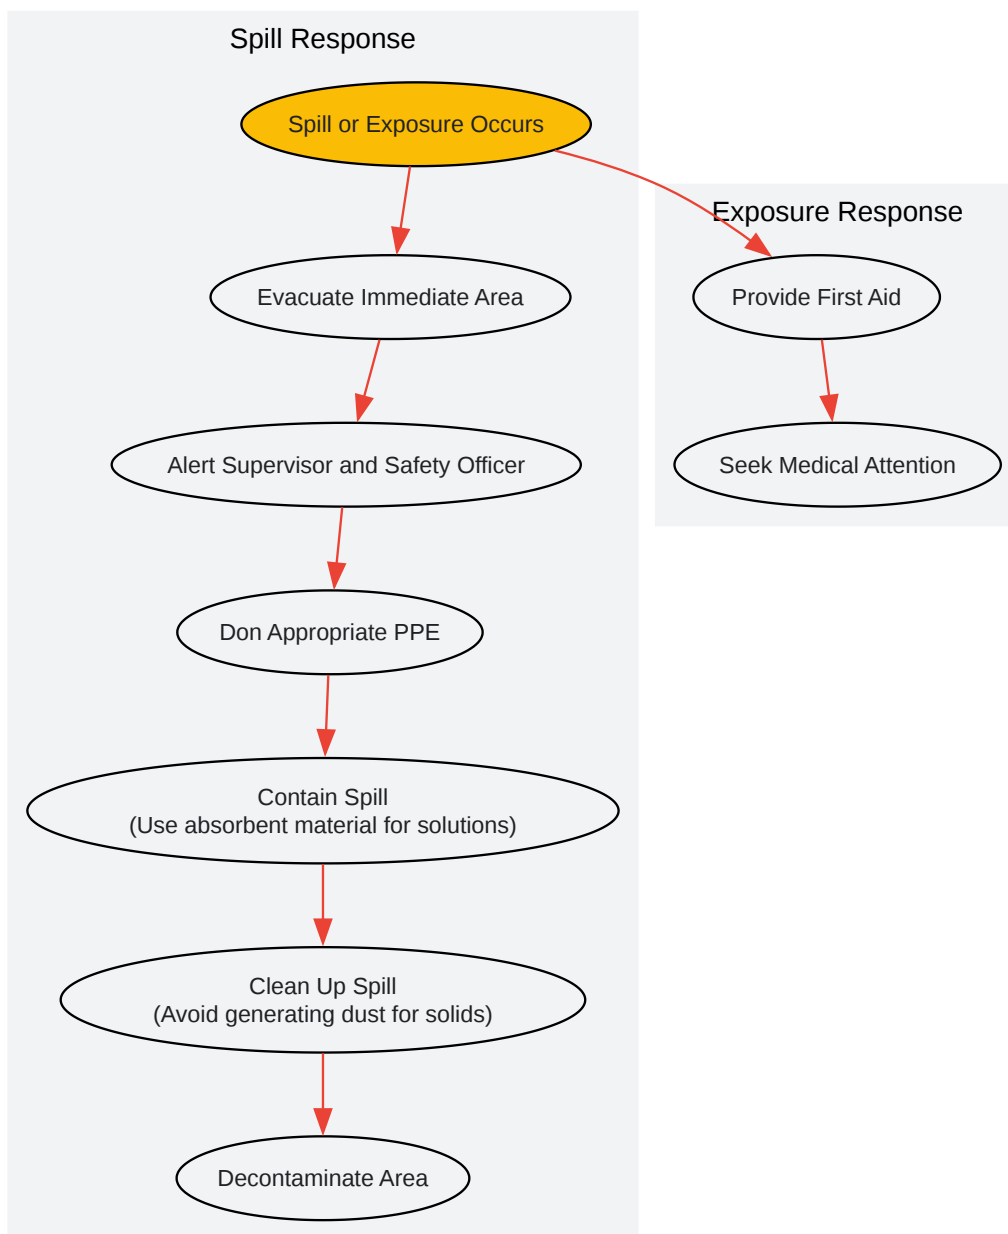 Spill Response
Spill or Exposure Occurs
Evacuate Immediate Area
Alert Supervisor and Safety Officer
Don Appropriate PPE
Contain Spill
(Use absorbent material for solutions)
Clean Up Spill
(Avoid generating dust for solids)
Decontaminate Area
Exposure Response
Provide First Aid
Seek Medical Attention